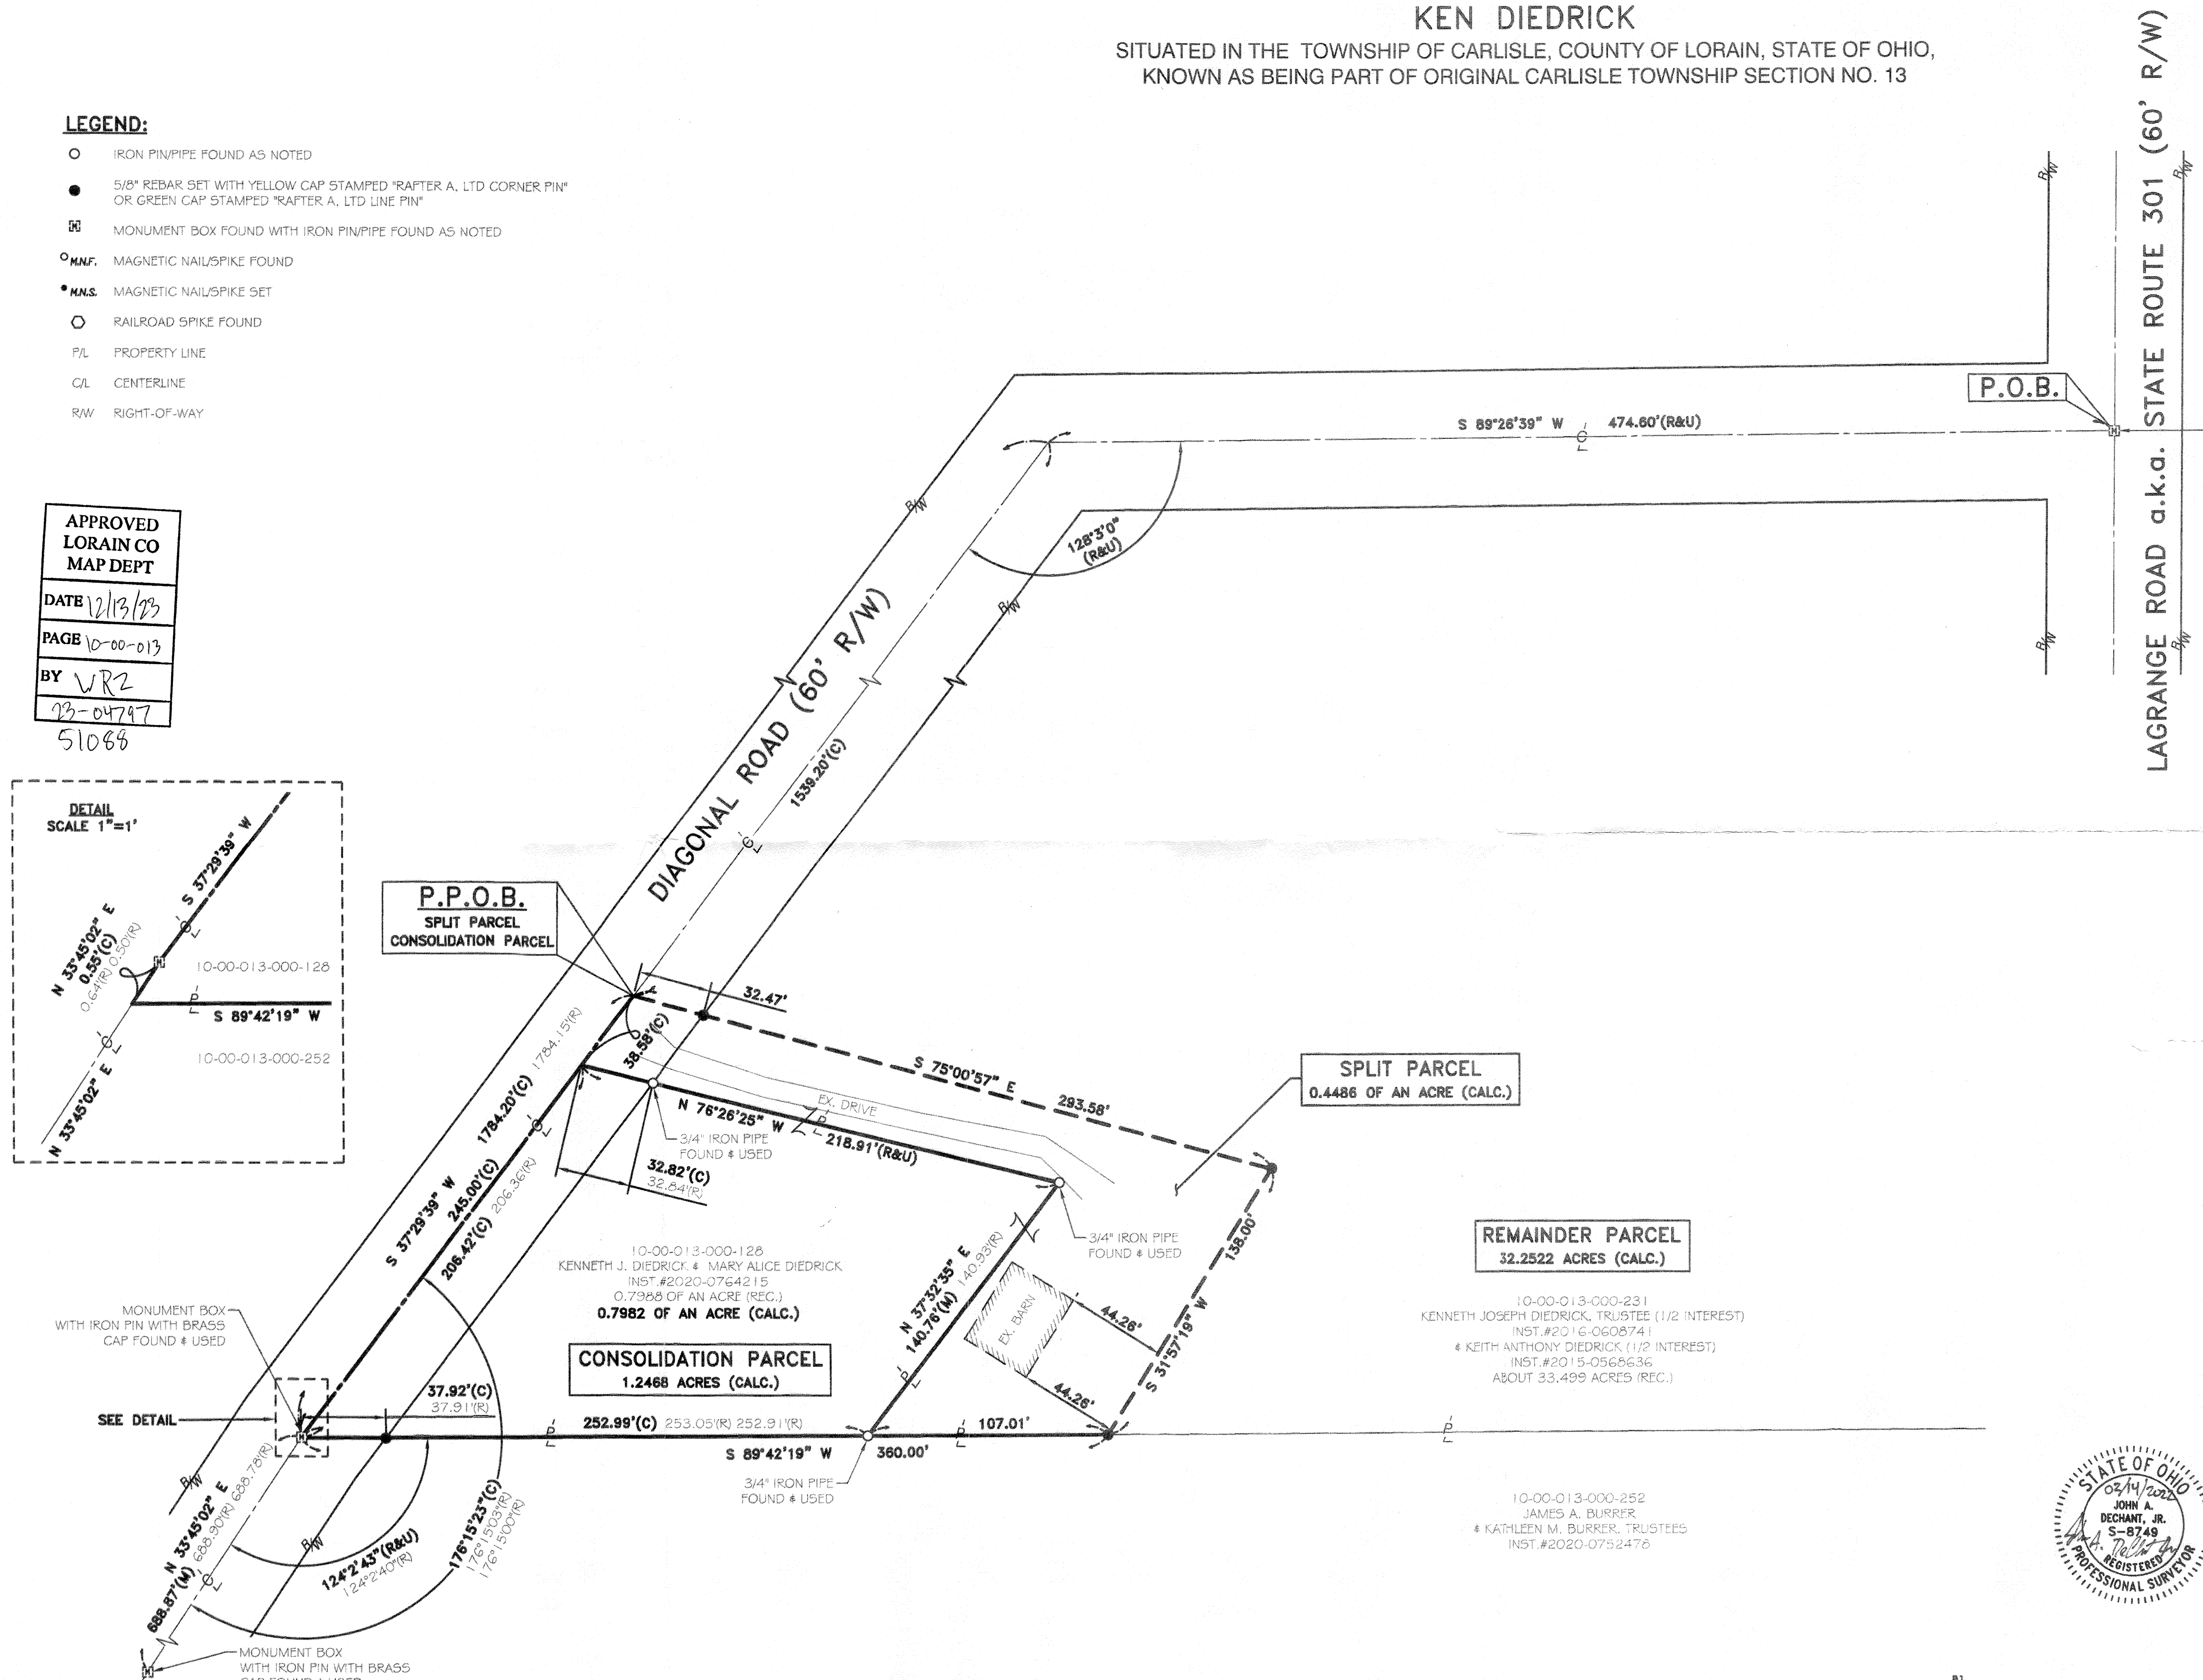 KEN DIEDRICK
SITUATED IN THE TOWNSHIP OF CARLISLE, COUNTY OF LORAIN, STATE OF OHIO,
KNOWN AS BEING PART OF ORIGINAL CARLISLE TOWNSHIP SECTION NO. 13
LEGEND:
IRON PIN/PIPE FOUND AS NOTED
5/8" REBAR SET WITH YELLOW CAP STAMPED "RAFTER A, LTD CORNER PIN"
OR GREEN CAP STAMPED "RAFTER A, LTD LINE PIN"
MONUMENT BOX FOUND WITH IRON PIN/PIPE FOUND AS NOTED
M.N.F. MAGNETIC NAIL/SPIKE FOUND
M.N.S. MAGNETIC NAIL/SPIKE SET
RAILROAD SPIKE FOUND
P/L PROPERTY LINE
C/L CENTERLINE
R/W RIGHT-OF-WAY
LAGRANGE ROAD a.k.a. STATE ROUTE 301 (60' R/W)
R/W
R/W
R/W
R/W
P.O.B.
S 89°26'39" W 474.60'(R&U)
128°3'0"
(R&U)
R/W
R/W
DIAGONAL ROAD (60' R/W)
1539.20'(C)
APPROVED
LORAIN CO
MAP DEPT
DATE 12/13/23
PAGE 10-00-013
BY WRZ
23-04797
51088
DETAIL
SCALE 1"=1'
S 37°29'39" W
N 33°45'02" E
0.55'(C)
0.64'(R) 0.50'(R)
10-00-013-000-128
S 89°42'19" W
10-00-013-000-252
N 33°45'02" E
P.P.O.B.
SPLIT PARCEL
CONSOLIDATION PARCEL
32.47'
38.58'(C)
1784.20'(C) 1784.15'(R)
S 75°00'57" E 293.58'
EX. DRIVE
N 76°26'25" W 218.91'(R&U)
3/4" IRON PIPE
FOUND & USED
32.82'(C)
32.84'(R)
SPLIT PARCEL
0.4486 OF AN ACRE (CALC.)
S 37°29'39" W 245.00'(C)
206.42'(C) 206.36'(R)
138.00'
S 31°57'19" W
3/4" IRON PIPE
FOUND & USED
N 37°32'35" E
140.76'(M) 140.93'(R)
EX. BARN
44.26'
44.26'
REMAINDER PARCEL
32.2522 ACRES (CALC.)
10-00-013-000-128
KENNETH J. DIEDRICK & MARY ALICE DIEDRICK
INST.#2020-0764215
0.7988 OF AN ACRE (REC.)
0.7982 OF AN ACRE (CALC.)
10-00-013-000-231
KENNETH JOSEPH DIEDRICK, TRUSTEE (1/2 INTEREST)
INST.#2016-0608741
& KEITH ANTHONY DIEDRICK (1/2 INTEREST)
INST.#2015-0568636
ABOUT 33.499 ACRES (REC.)
MONUMENT BOX
WITH IRON PIN WITH BRASS
CAP FOUND & USED
CONSOLIDATION PARCEL
1.2468 ACRES (CALC.)
SEE DETAIL
37.92'(C)
37.91'(R)
252.99'(C) 253.05'(R) 252.91'(R)
107.01'
S 89°42'19" W 360.00'
3/4" IRON PIPE
FOUND & USED
R/W
R/W
N 33°45'02" E
688.87'(M) 688.90'(R) 688.78'(R)
124°2'43"(R&U)
124°2'40"(R)
176°15'23"(C)
176°15'03"(R)
176°15'00"(R)
10-00-013-000-252
JAMES A. BURRER
& KATHLEEN M. BURRER, TRUSTEES
INST.#2020-0752478
STATE OF OHIO
03/14/2022
JOHN A.
DECHANT, JR.
S-8749
REGISTERED
PROFESSIONAL SURVEYOR
MONUMENT BOX
WITH IRON PIN WITH BRASS